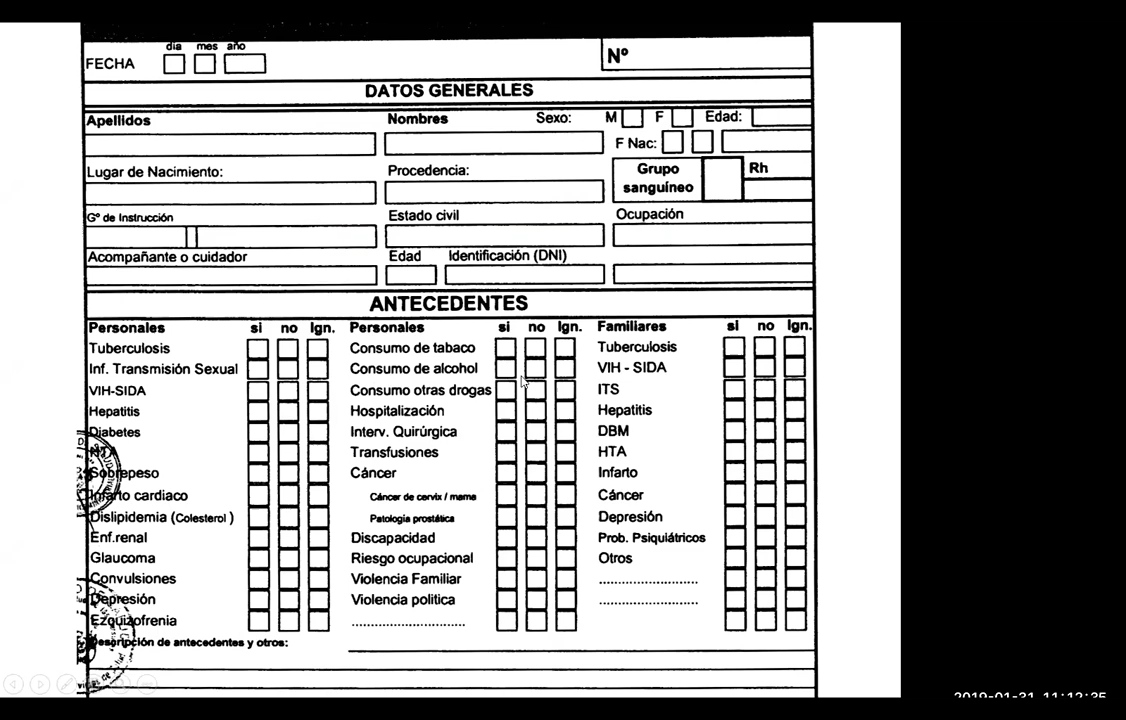 día mes año
FECHA
Nº
DATOS GENERALES
Apellidos Nombres Sexo: M F Edad:
F Nac:
Lugar de Nacimiento: Procedencia: Grupo sanguíneo Rh
Gº de Instrucción Estado civil Ocupación
Acompañante o cuidador Edad Identificación (DNI)
ANTECEDENTES
Personales si no Ign. Personales si no Ign. Familiares si no Ign.
Tuberculosis Consumo de tabaco Tuberculosis
Inf. Transmisión Sexual Consumo de alcohol VIH - SIDA
VIH-SIDA Consumo otras drogas ITS
Hepatitis Hospitalización Hepatitis
Diabetes Interv. Quirúrgica DBM
HTA Transfusiones HTA
Sobrepeso Cáncer Infarto
Infarto cardiaco Cáncer de cervix / mama Cáncer
Dislipidemia (Colesterol ) Patología prostática Depresión
Enf.renal Discapacidad Prob. Psiquiátricos
Glaucoma Riesgo ocupacional Otros
Convulsiones Violencia Familiar
Depresión Violencia politica
Ezquizofrenia
Descripción de antecedentes y otros:
2019-01-31 11:12:35